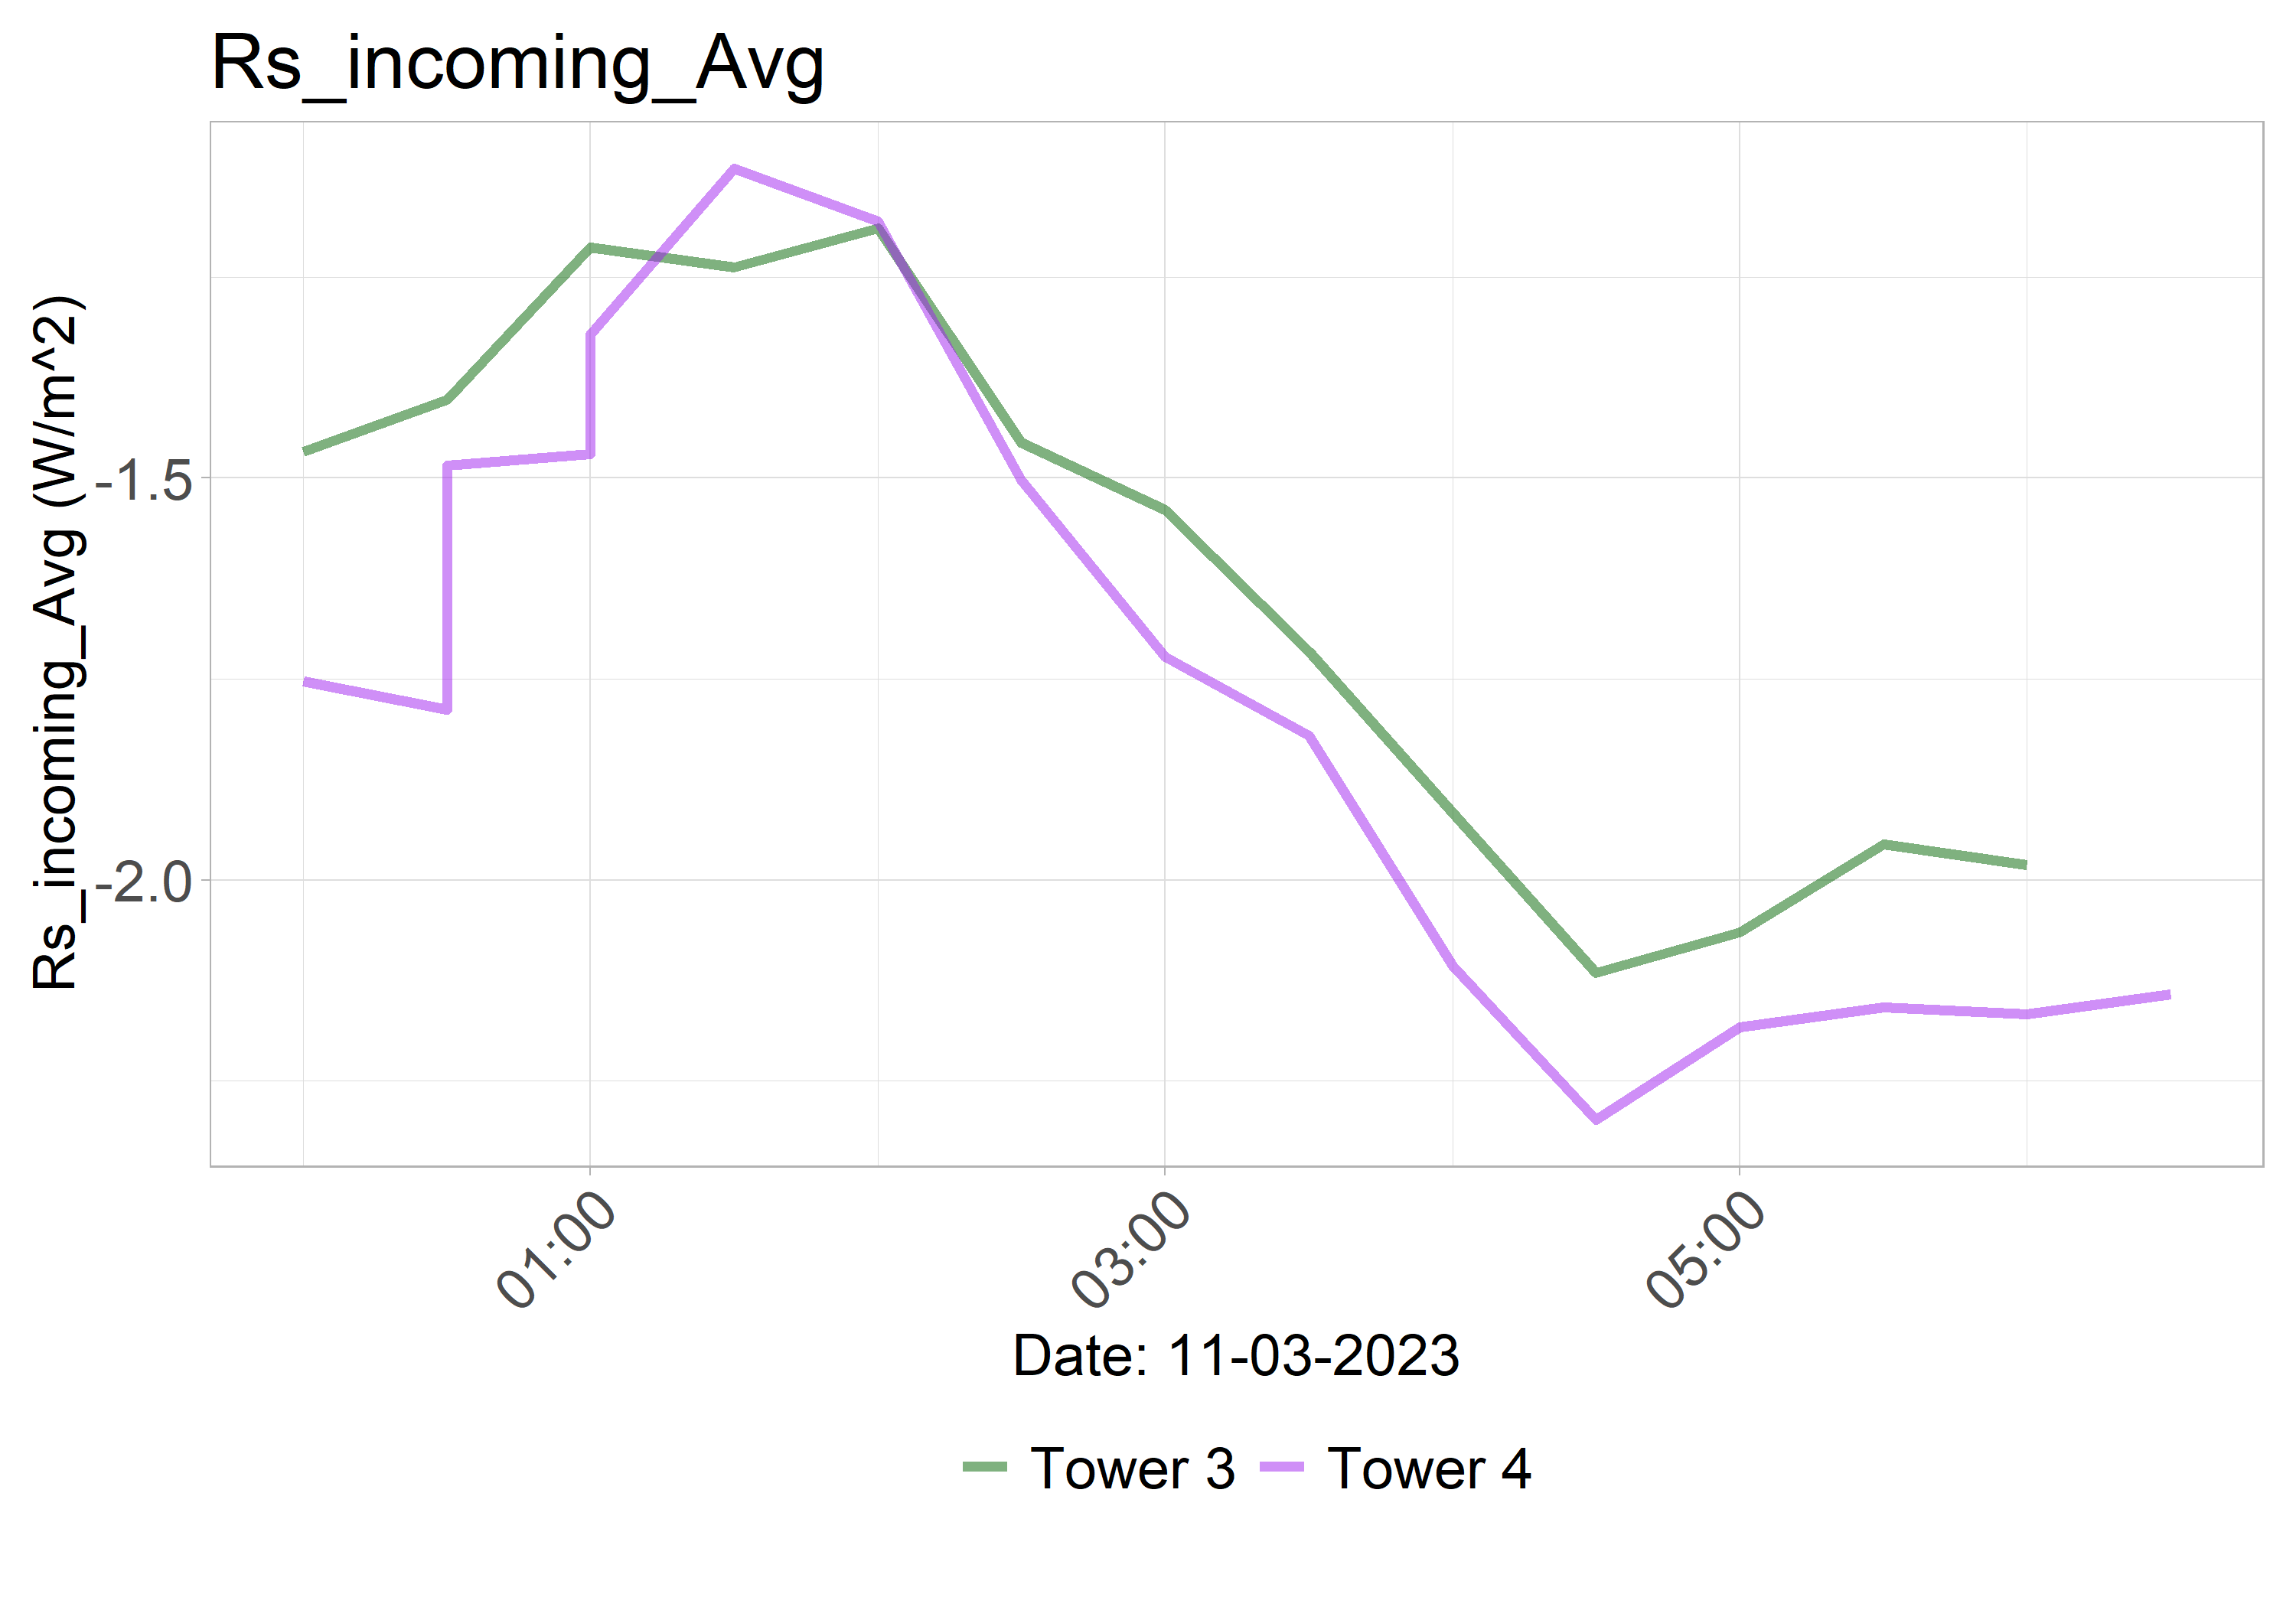 Rs_incoming_Avg
Rs_incoming_Avg (W/m^2)
-1.5
-2.0
01:00
03:00
05:00
Date: 11-03-2023
Tower 3
Tower 4